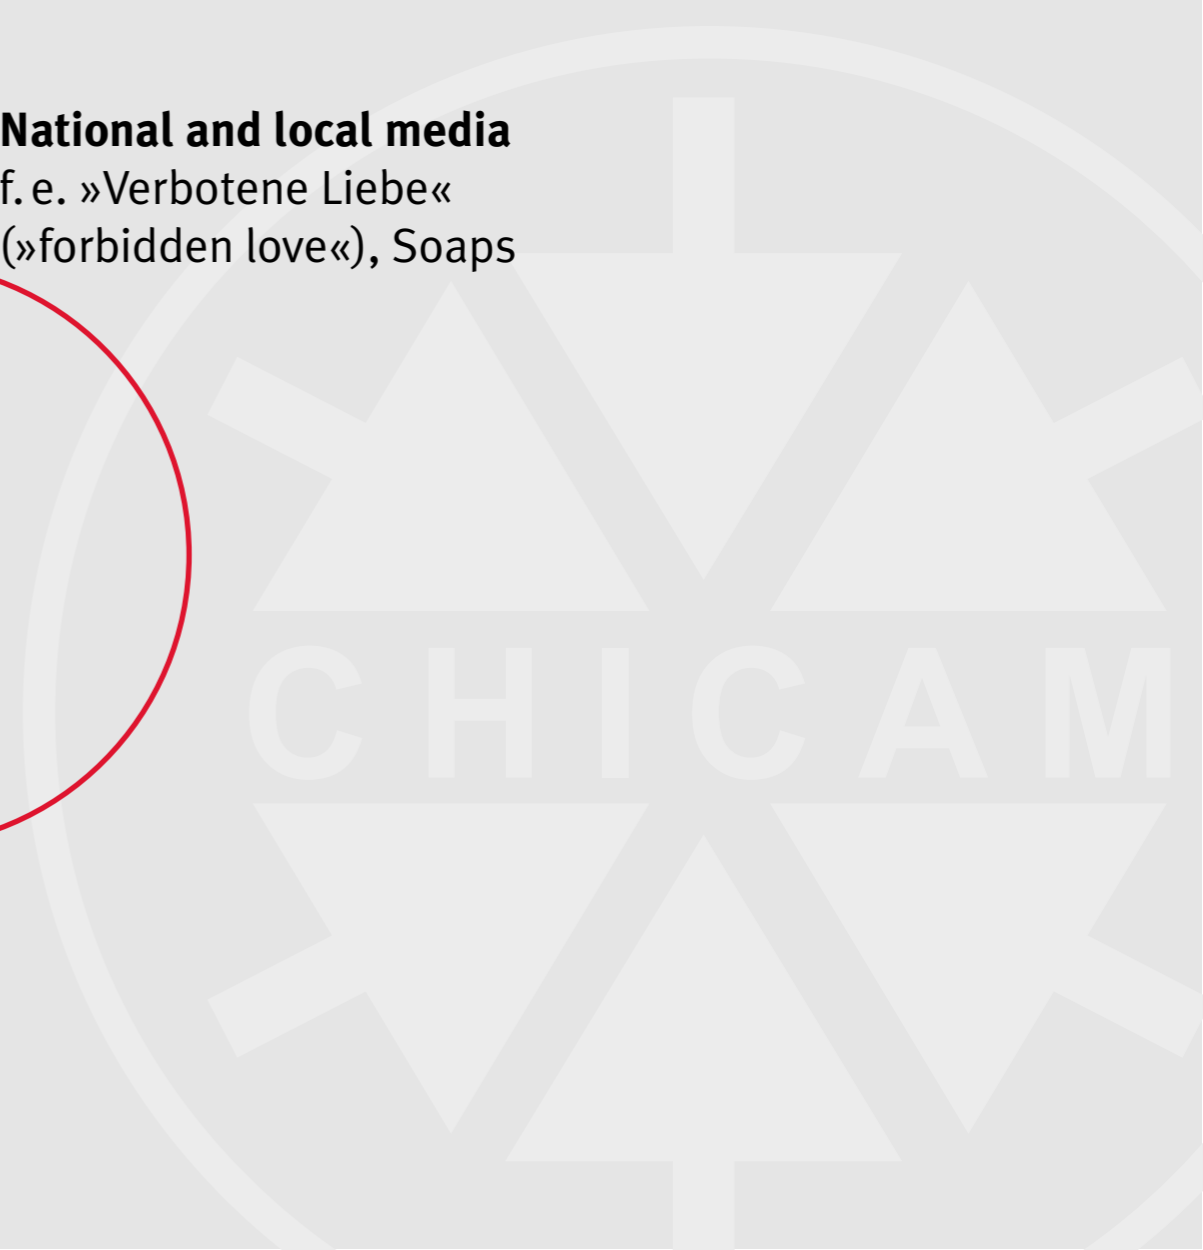 National and local media
f. e. »Verbotene Liebe«
(»forbidden love«), Soaps
CHICAM